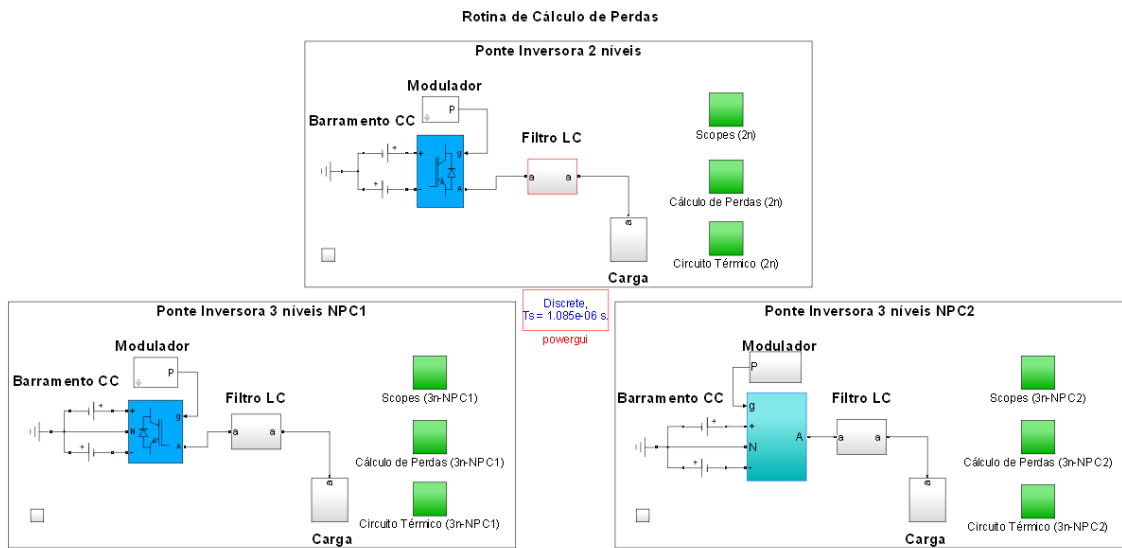 Rotina de Cálculo de Perdas
Ponte Inversora 2 níveis
Modulador
P
Barramento CC
Filtro LC
Scopes (2n)
+
+
+
g
-
A
a
a
Cálculo de Perdas (2n)
a
Circuito Térmico (2n)
Carga
Discrete,
Ts = 1.085e-06 s.
powergui
Ponte Inversora 3 níveis NPC1
Modulador
P
Barramento CC
Filtro LC
Scopes (3n-NPC1)
+
+
+
g
N
A
-
a
a
Cálculo de Perdas (3n-NPC1)
a
Circuito Térmico (3n-NPC1)
Carga
Ponte Inversora 3 níveis NPC2
Modulador
P
Barramento CC
Filtro LC
Scopes (3n-NPC2)
+
+
g
+
N
-
A
a
a
Cálculo de Perdas (3n-NPC2)
a
Circuito Térmico (3n-NPC2)
Carga